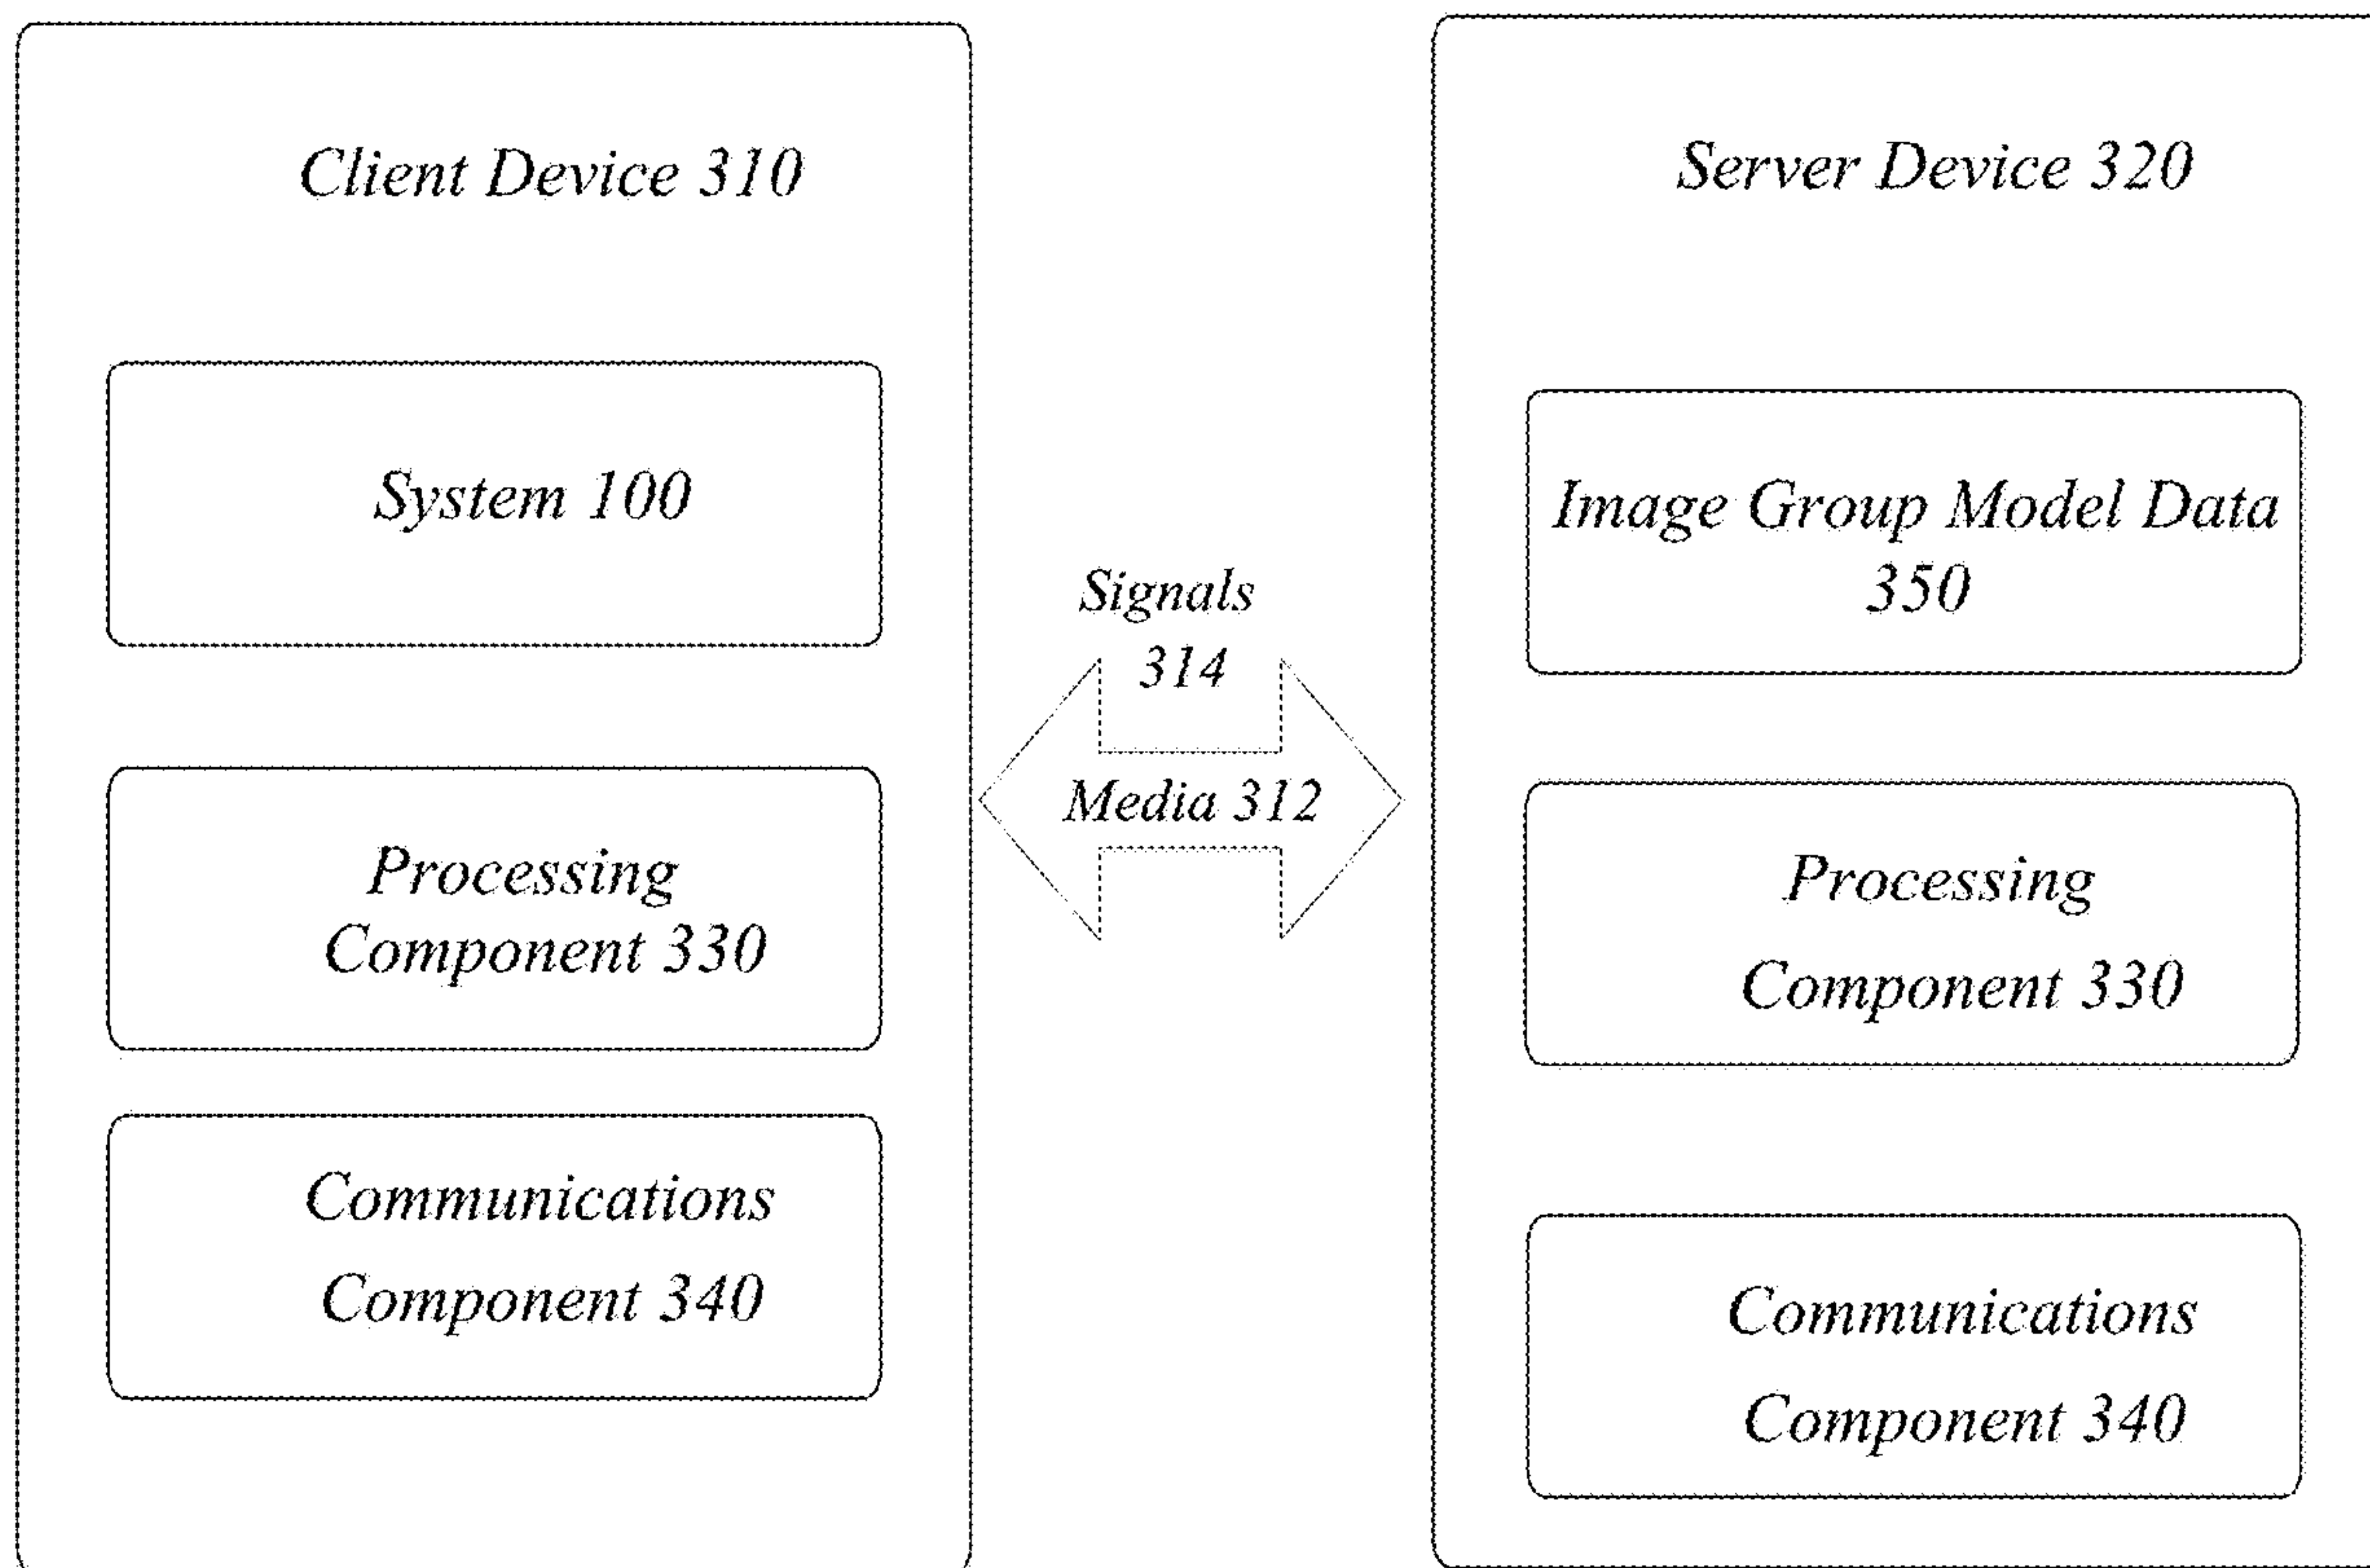 Client Device 310
System 100
Processing
Component 330
Communications
Component 340
Signals
314
Media 312
Server Device 320
Image Group Model Data
350
Processing
Component 330
Communications
Component 340